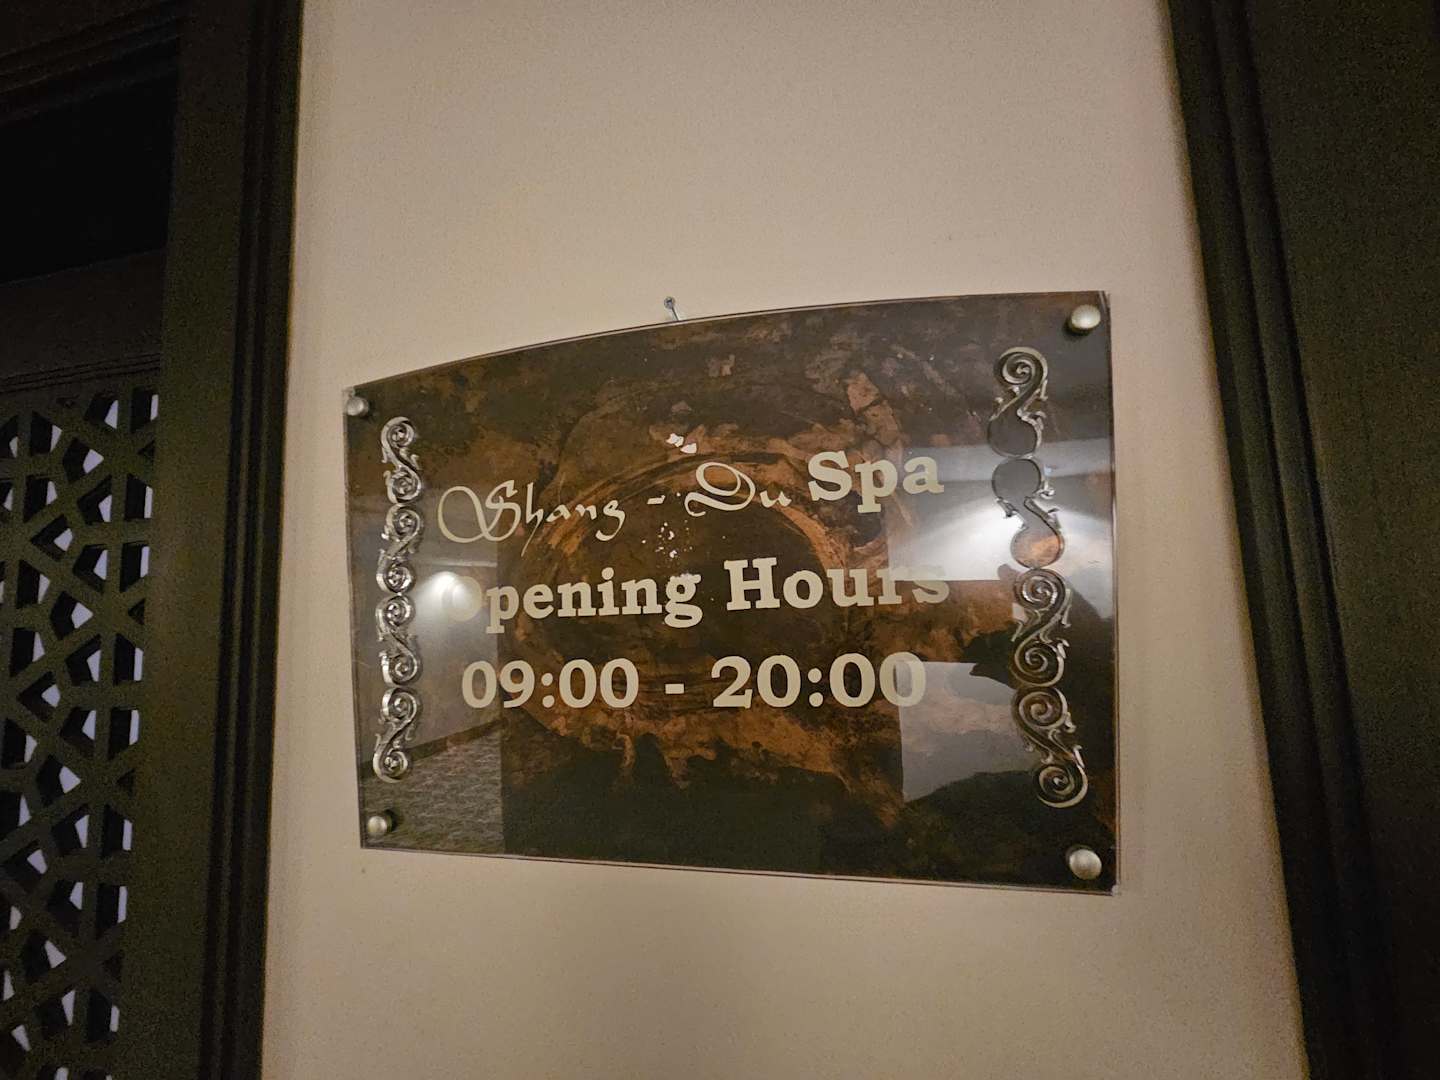 Shang - Du Spa
Opening Hours
09:00 - 20:00